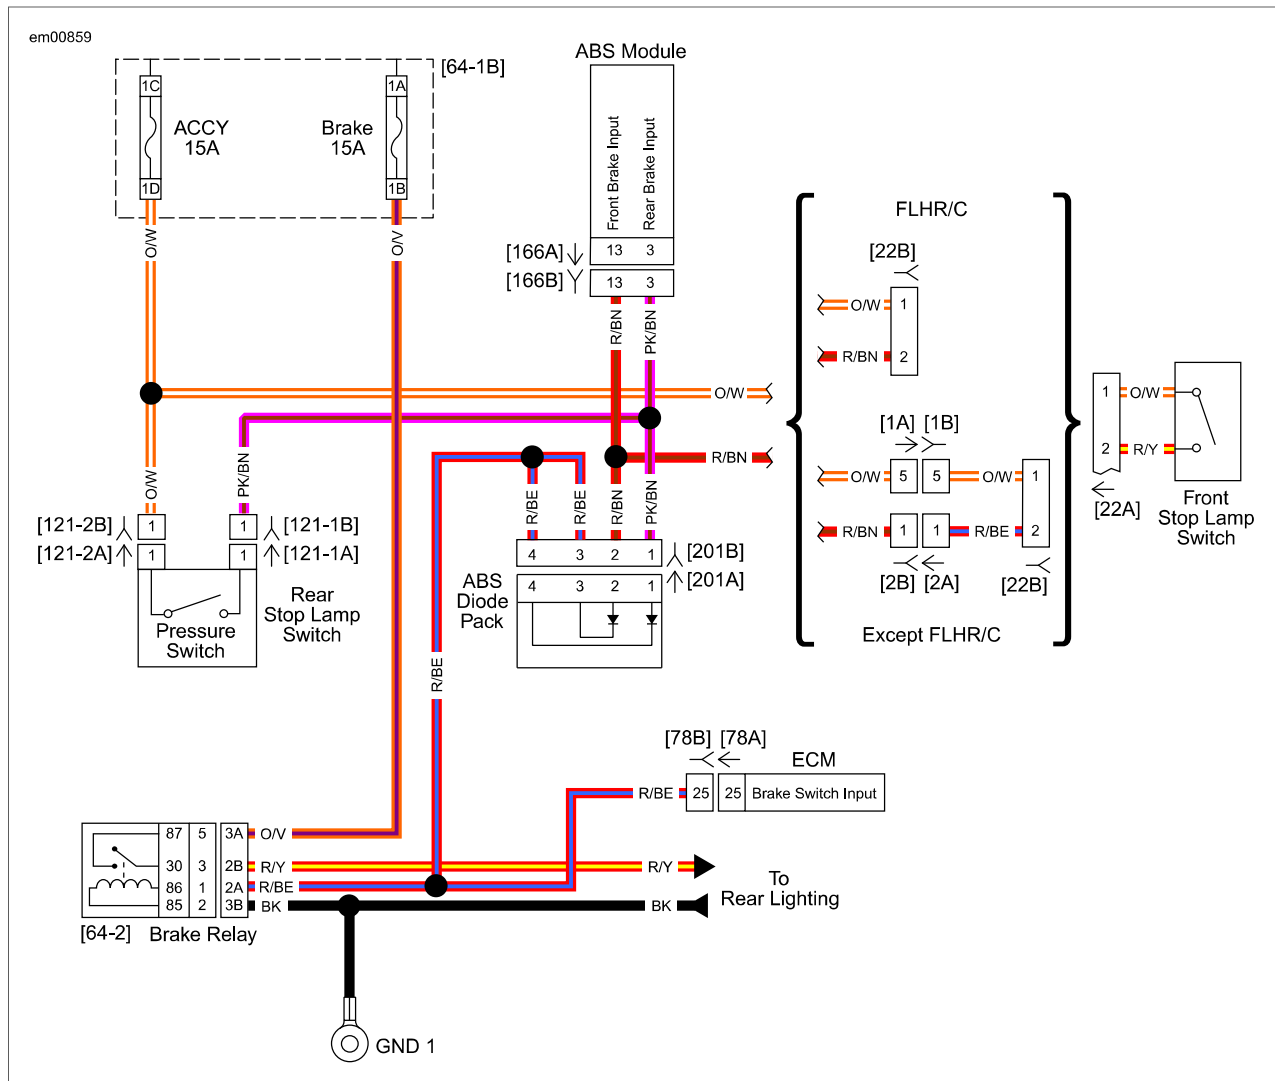 em00859
[64-1B]
1C
ACCY
15A
1D
1A
Brake
15A
1B
O/W
O/V
ABS Module
Front Brake Input
Rear Brake Input
[166A]
13 3
[166B]
13 3
R/BN
PK/BN
FLHR/C
[22B]
O/W
1
R/BN
2
O/W
R/BN
[1A] [1B]
O/W
5
5
O/W
1
R/BN
1
1
R/BE
2
[2B] [2A]
[22B]
Except FLHR/C
1
O/W
2
R/Y
[22A]
Front
Stop Lamp
Switch
O/W
PK/BN
[121-2B]
1
1
[121-1B]
[121-2A]
1
1
[121-1A]
Pressure
Switch
Rear
Stop Lamp
Switch
R/BE
R/BE
R/BN
PK/BN
4 3 2 1
[201B]
4 3 2 1
[201A]
ABS
Diode
Pack
R/BE
[78B] [78A]
ECM
R/BE
25
25
Brake Switch Input
87 5 3A O/V
30 3 2B R/Y
86 1 2A R/BE
85 2 3B BK
R/Y
BK
To
Rear Lighting
[64-2] Brake Relay
GND 1